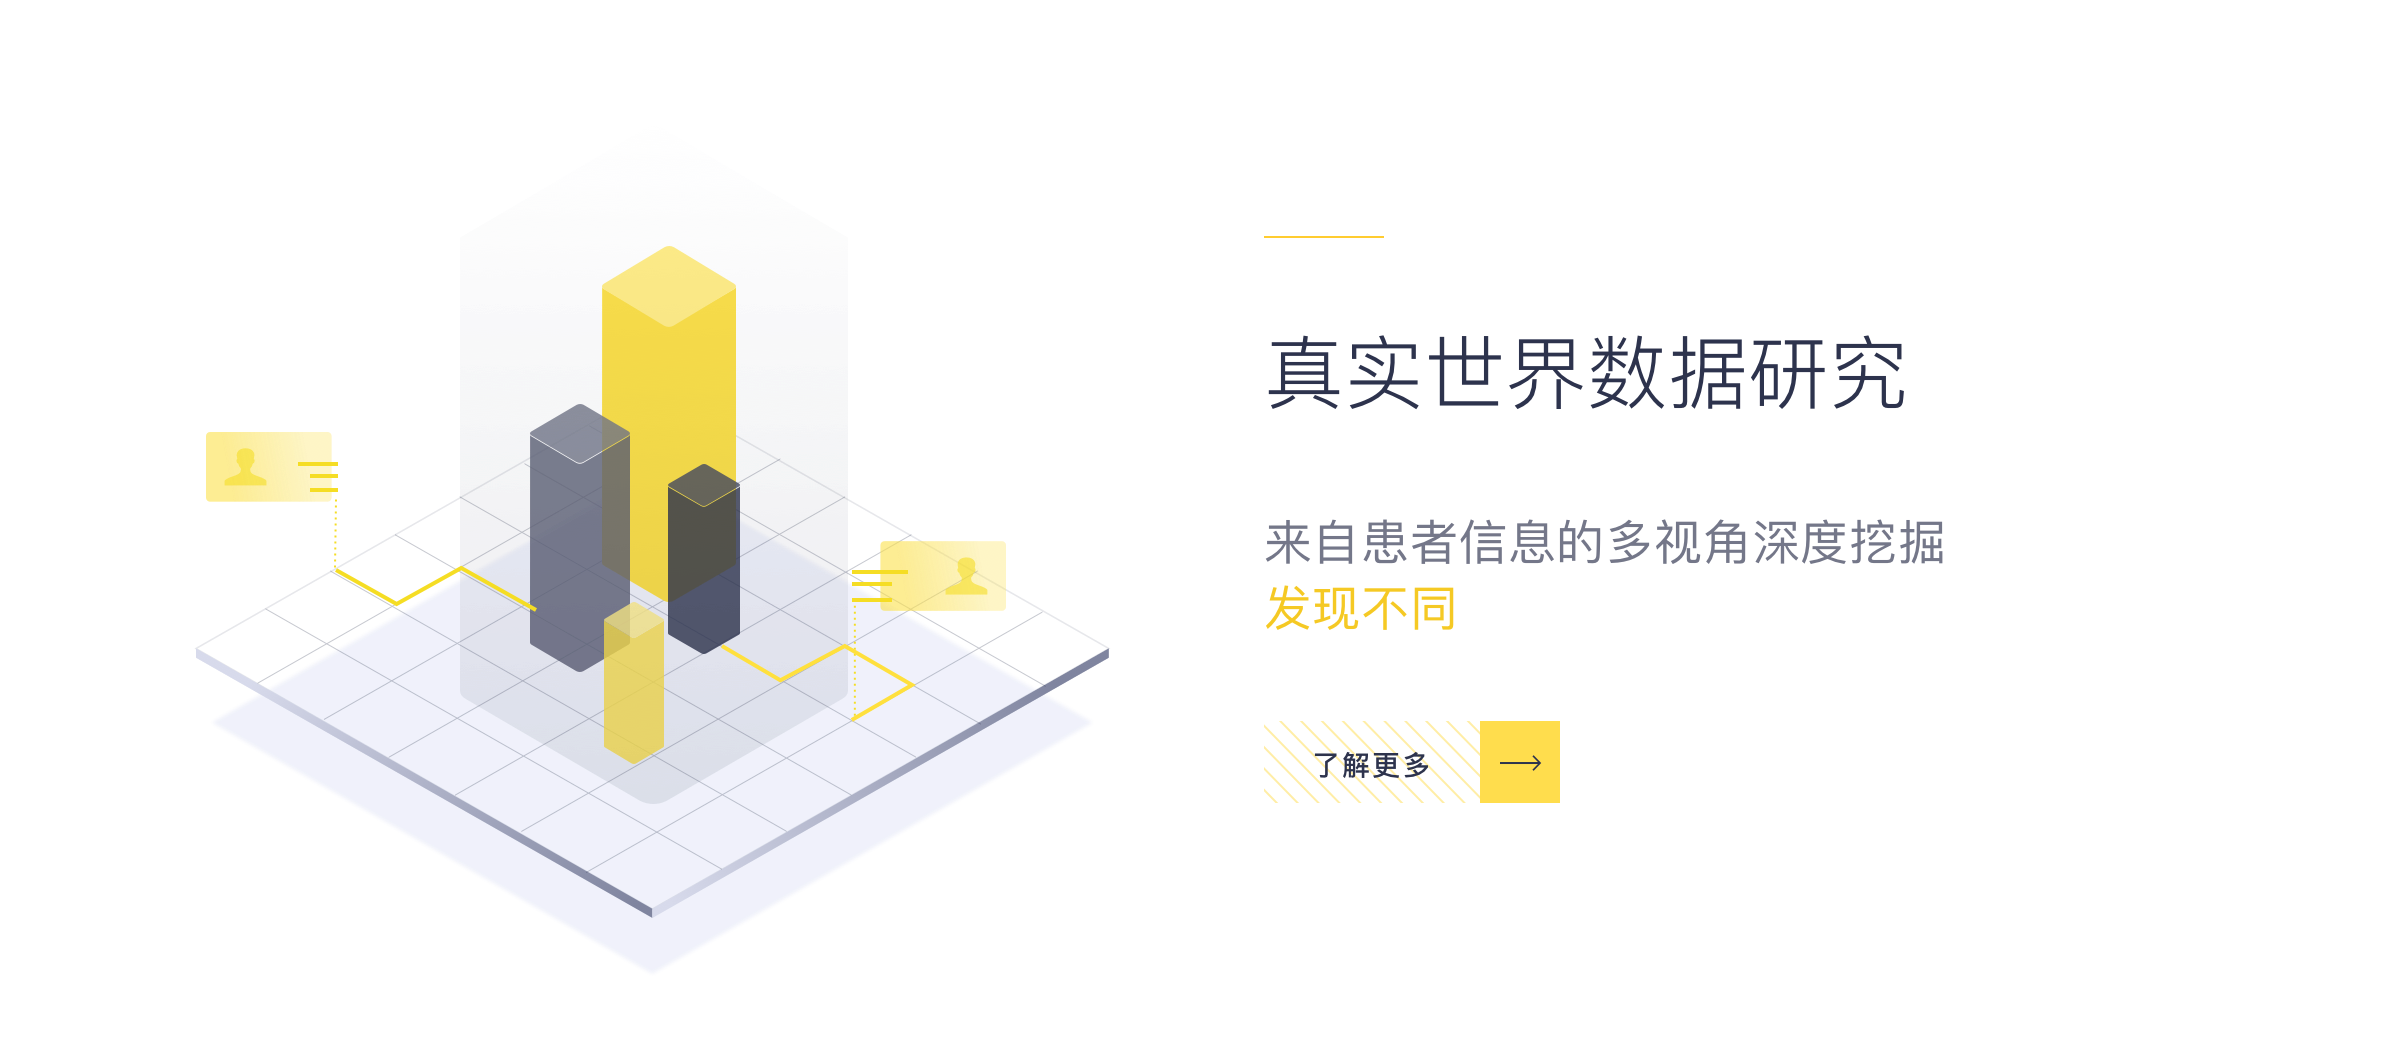 真实世界数据研究
来自患者信息的多视角深度挖掘
发现不同
了解更多